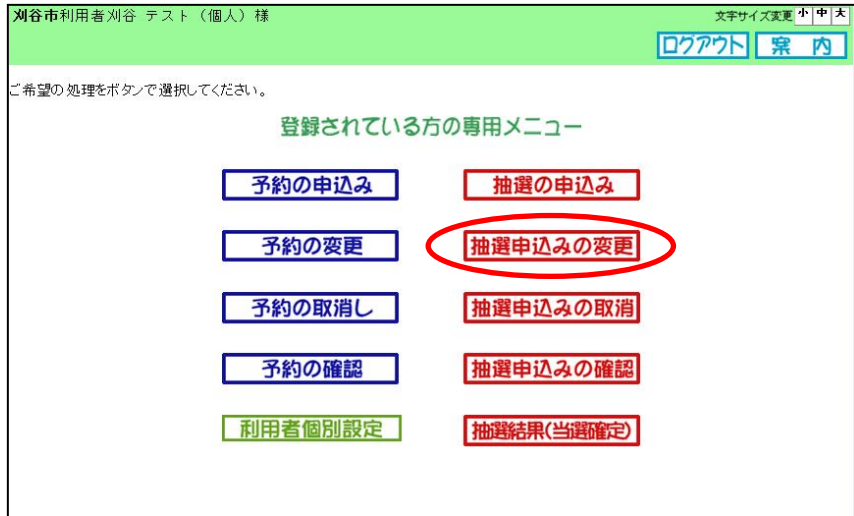 刈谷市利用者刈谷 テスト（個人）様
文字サイズ変更 小 中 大
ログアウト 案 内
ご希望の処理をボタンで選択してください。
登録されている方の専用メニュー
予約の申込み 抽選の申込み
予約の変更 抽選申込みの変更
予約の取消し 抽選申込みの取消
予約の確認 抽選申込みの確認
利用者個別設定 抽選結果(当選確定)